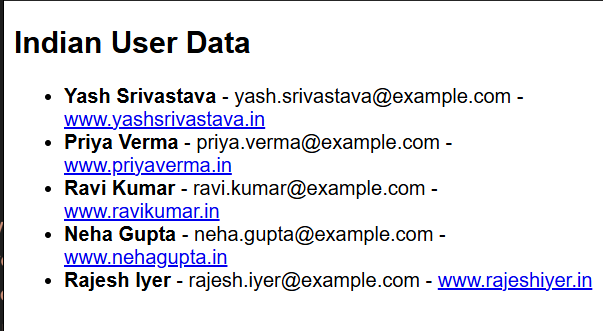 Indian User Data
• Yash Srivastava - yash.srivastava@example.com -
www.yashsrivastava.in
• Priya Verma - priya.verma@example.com -
www.priyaverma.in
• Ravi Kumar - ravi.kumar@example.com -
www.ravikumar.in
• Neha Gupta - neha.gupta@example.com -
www.nehagupta.in
• Rajesh Iyer - rajesh.iyer@example.com - www.rajeshiyer.in